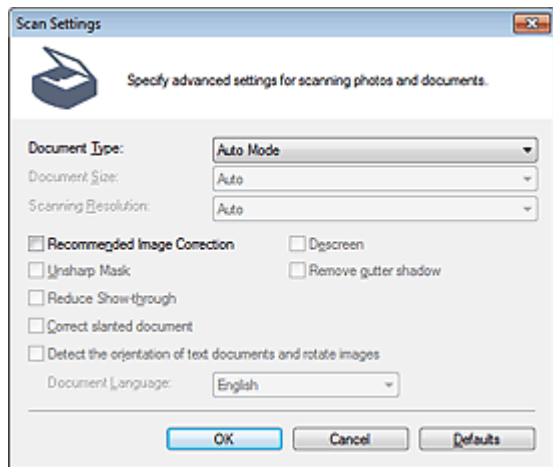 Scan Settings
Specify advanced settings for scanning photos and documents.
Document Type: Auto Mode
Document Size: Auto
Scanning Resolution: Auto
Recommended Image Correction Descreen
Unsharp Mask Remove gutter shadow
Reduce Show-through
Correct slanted document
Detect the orientation of text documents and rotate images
Document Language: English
OK Cancel Defaults